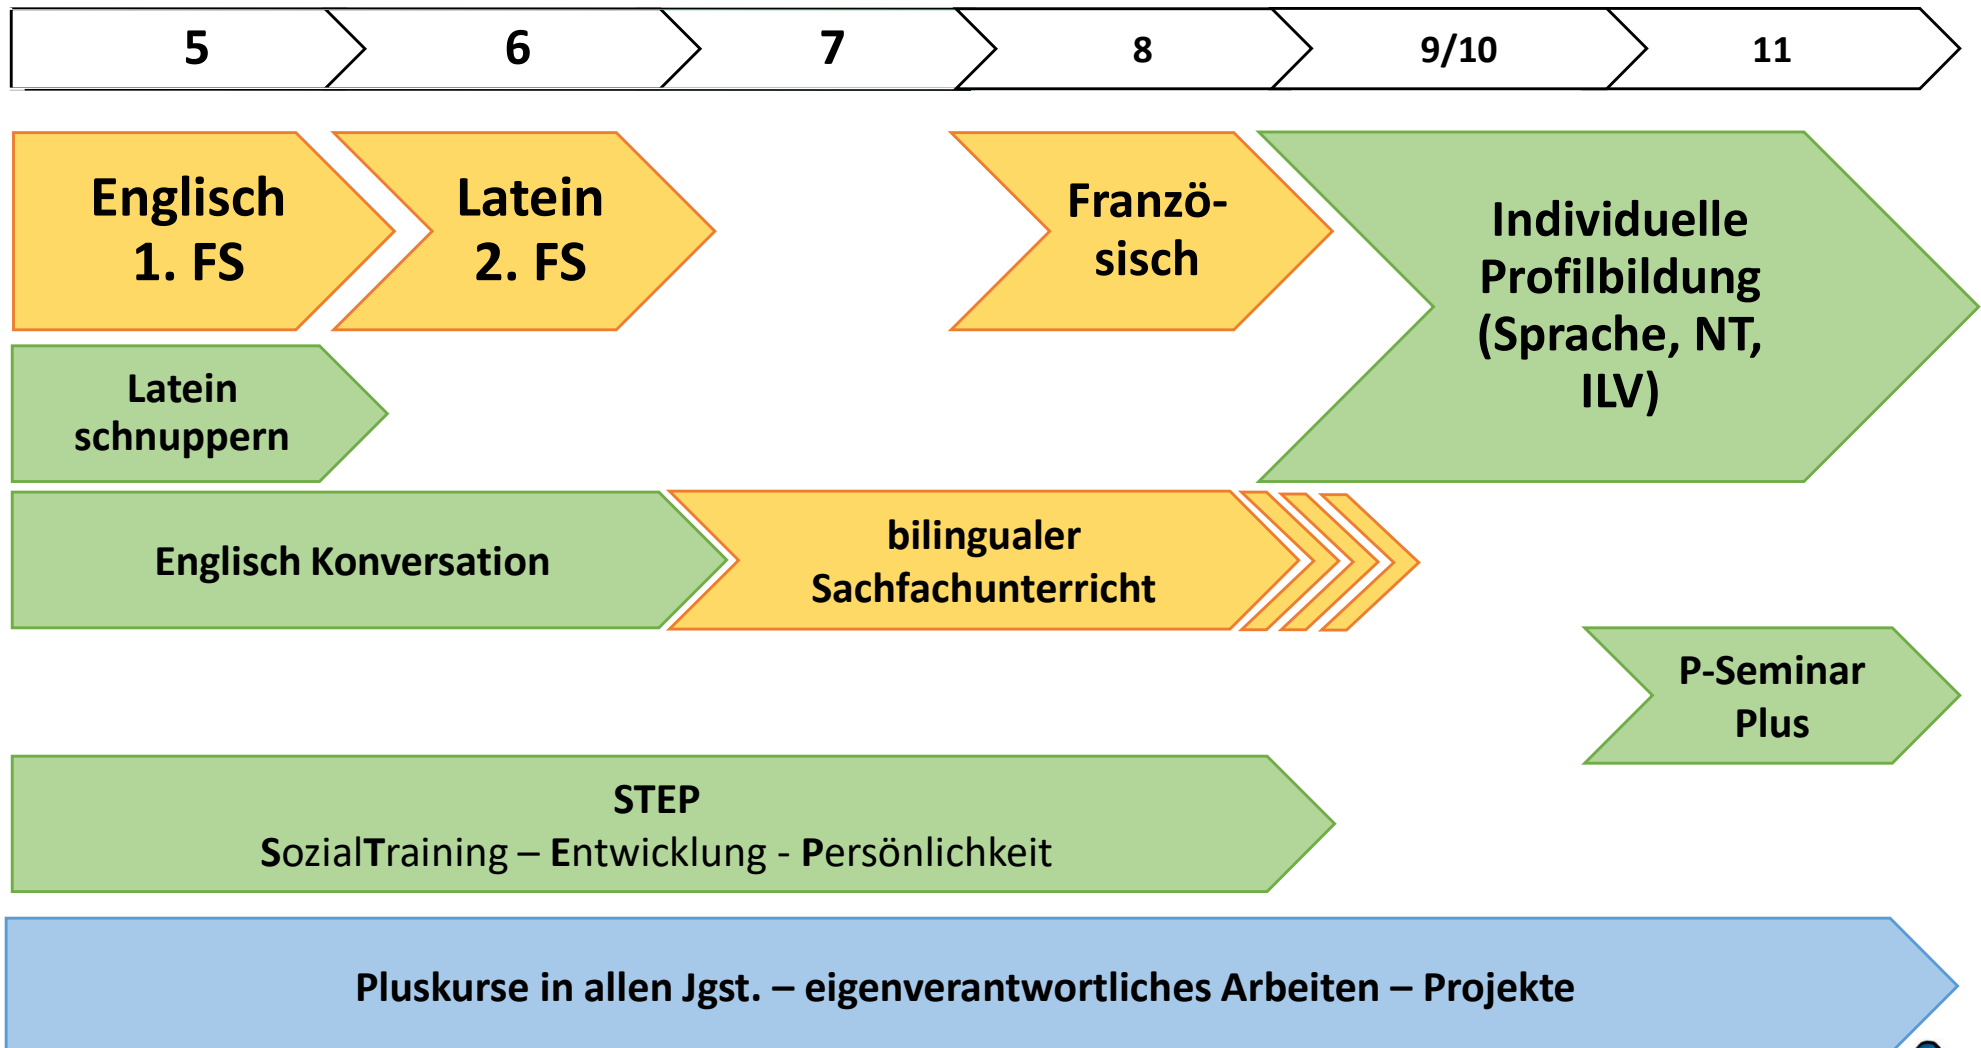 5 6 7 8 9/10 11
Englisch
1. FS
Latein
2. FS
Franzö-
sisch
Individuelle
Profilbildung
(Sprache, NT,
ILV)
Latein
schnuppern
Englisch Konversation
bilingualer
Sachfachunterricht
P-Seminar
Plus
STEP
SozialTraining – Entwicklung - Persönlichkeit
Pluskurse in allen Jgst. – eigenverantwortliches Arbeiten – Projekte